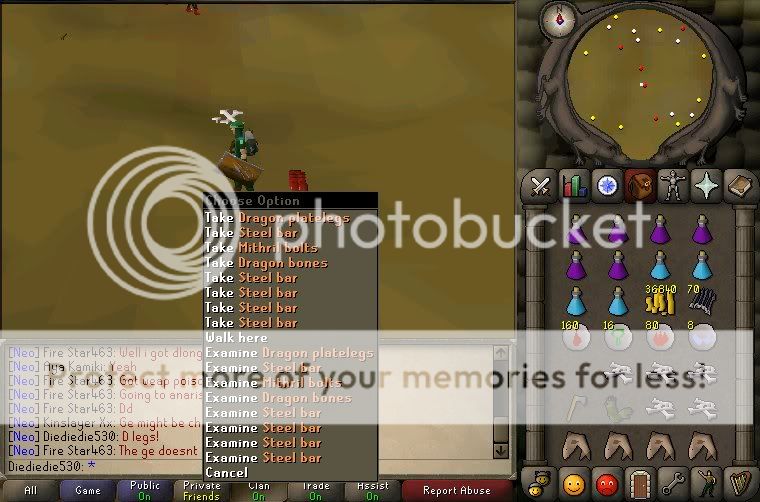 Choose Option
Take Dragon platelegs
Take Steel bar
Take Mithril bolts
Take Dragon bones
Take Steel bar
Take Steel bar
Take Steel bar
Take Steel bar
Walk here
Examine Dragon platelegs
Examine Steel bar
Examine Mithril bolts
Examine Dragon bones
Examine Steel bar
Examine Steel bar
Examine Steel bar
Examine Steel bar
Cancel
photobucket
Protect more of your memories for less!
36840 70
160 16 80 8
[Neo] Fire Star463: Well i got dlong
Kamiki: Yeah
Fire Star463: Got weap poiso
[Neo] Fire Star463: Going to anaris
[Neo] Fire Star463: Dd
[Neo] Kinslayer Xx: Ge might be ch
[Neo] Diediedie530: D legs!
[Neo] Fire Star463: The ge doesnt
Diediedie530: *
All
Game
Public
On
Private
Friends
Clan
On
Trade
On
Assist
On
Report Abuse